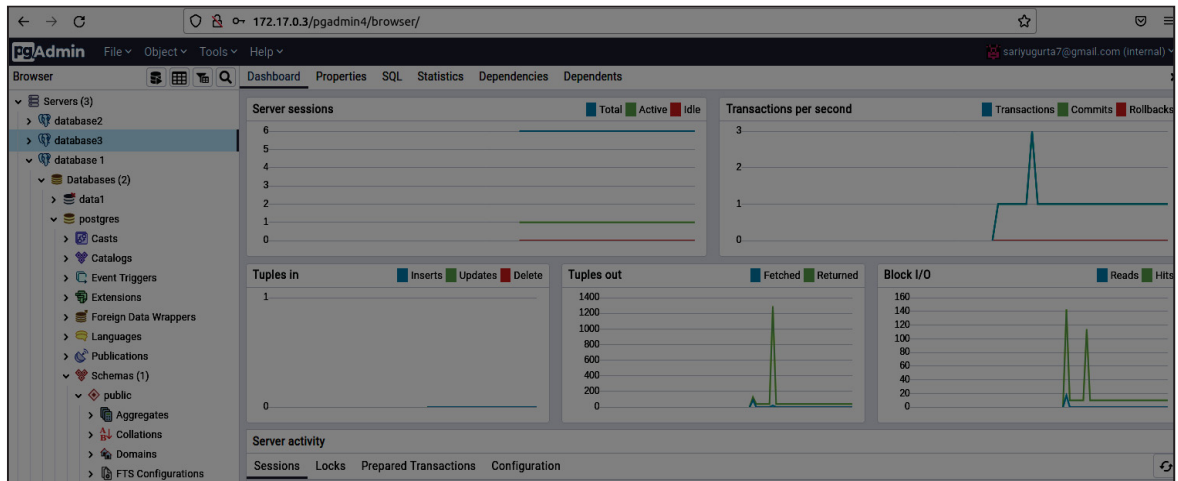 172.17.0.3/pgadmin4/browser/
pgAdmin File Object Tools Help sariyugurta7@gmail.com (internal)
Browser Dashboard Properties SQL Statistics Dependencies Dependents
Servers (3)
database2
database3
database 1
Databases (2)
data1
postgres
Casts
Catalogs
Event Triggers
Extensions
Foreign Data Wrappers
Languages
Publications
Schemas (1)
public
Aggregates
Collations
Domains
FTS Configurations
Server sessions Total Active Idle
6
5
4
3
2
1
0
Transactions per second Transactions Commits Rollbacks
3
2
1
0
Tuples in Inserts Updates Delete
1
0
Tuples out Fetched Returned
1400
1200
1000
800
600
400
200
0
Block I/O Reads Hits
160
140
120
100
80
60
40
20
0
Server activity
Sessions Locks Prepared Transactions Configuration